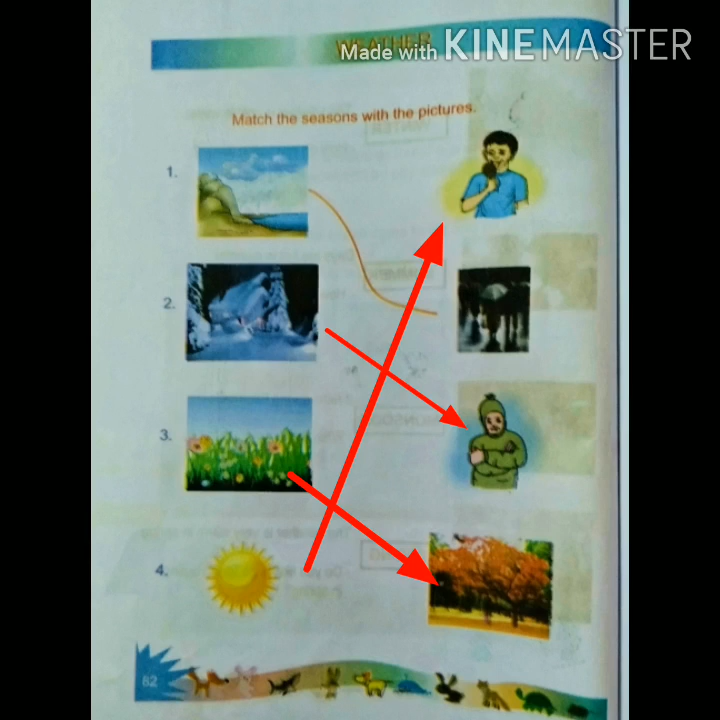 WEATHER
Made with KINEMASTER
Match the seasons with the pictures.
1.
2.
3.
4.
82